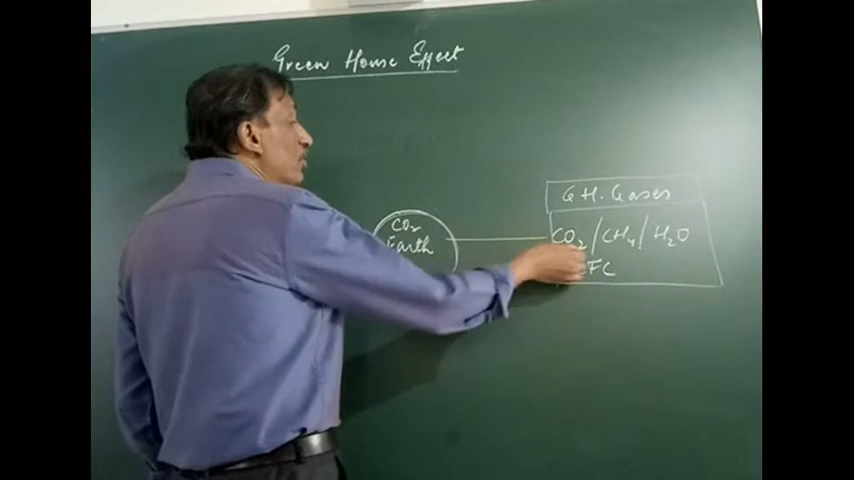 Green House Effect
G H. Gases
CO2
Earth
CO2 / CH4 / H2O
FC